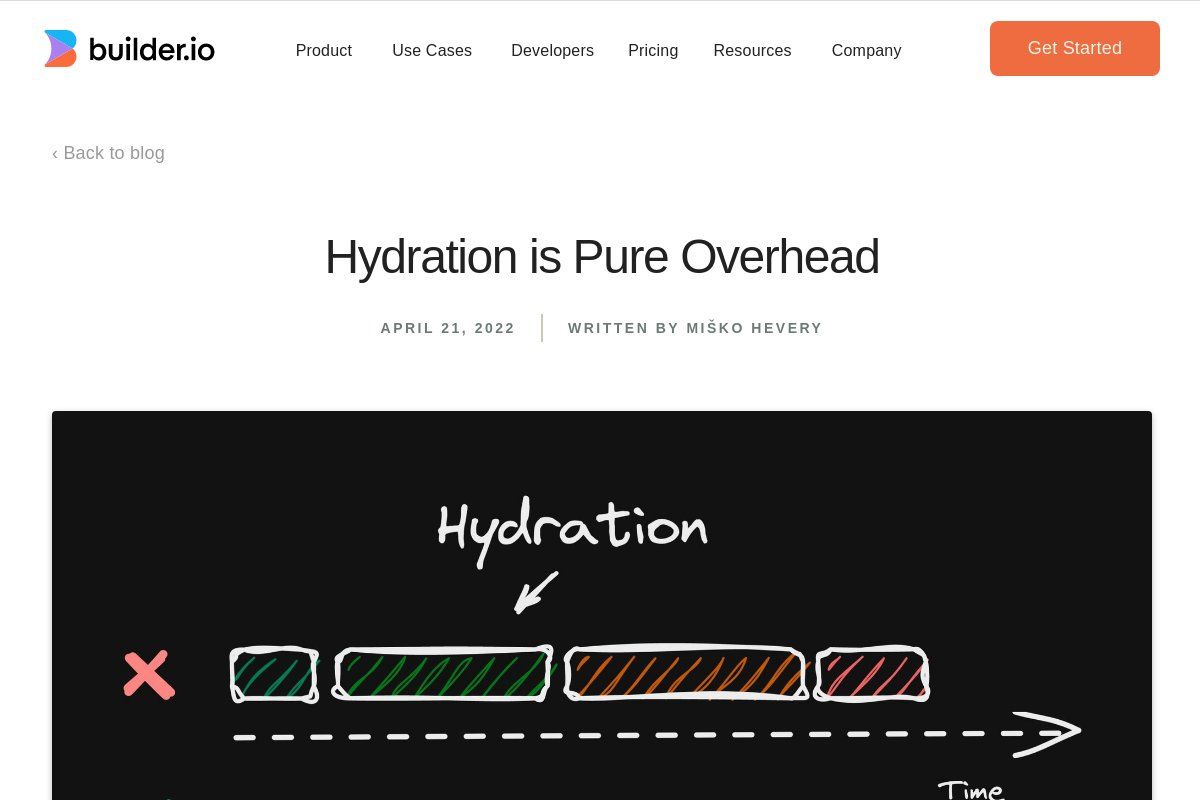 builder.io
Product Use Cases Developers Pricing Resources Company
Get Started
‹ Back to blog
Hydration is Pure Overhead
APRIL 21, 2022
WRITTEN BY MIŠKO HEVERY
Hydration
Time